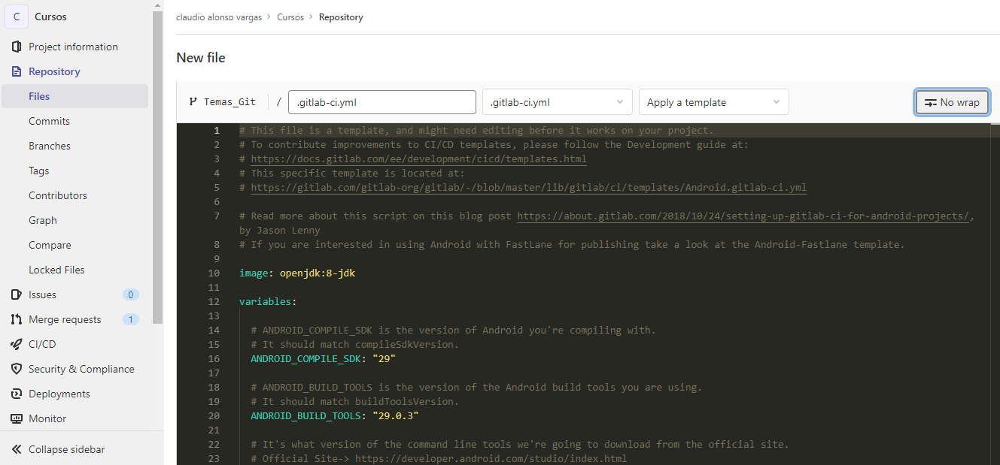 C Cursos
Project information
Repository
Files
Commits
Branches
Tags
Contributors
Graph
Compare
Locked Files
Issues 0
Merge requests 1
CI/CD
Security & Compliance
Deployments
Monitor
Collapse sidebar
claudio alonso vargas > Cursos > Repository
New file
Temas_Git / .gitlab-ci.yml .gitlab-ci.yml Apply a template No wrap
1 # This file is a template, and might need editing before it works on your project.
2 # To contribute improvements to CI/CD templates, please follow the Development guide at:
3 # https://docs.gitlab.com/ee/development/cicd/templates.html
4 # This specific template is located at:
5 # https://gitlab.com/gitlab-org/gitlab/-/blob/master/lib/gitlab/ci/templates/Android.gitlab-ci.yml
6
7 # Read more about this script on this blog post https://about.gitlab.com/2018/10/24/setting-up-gitlab-ci-for-android-projects/,
by Jason Lenny
8 # If you are interested in using Android with FastLane for publishing take a look at the Android-Fastlane template.
9
10 image: openjdk:8-jdk
11
12 variables:
13
14 # ANDROID_COMPILE_SDK is the version of Android you're compiling with.
15 # It should match compileSdkVersion.
16 ANDROID_COMPILE_SDK: "29"
17
18 # ANDROID_BUILD_TOOLS is the version of the Android build tools you are using.
19 # It should match buildToolsVersion.
20 ANDROID_BUILD_TOOLS: "29.0.3"
21
22 # It's what version of the command line tools we're going to download from the official site.
23 # Official Site-> https://developer.android.com/studio/index.html